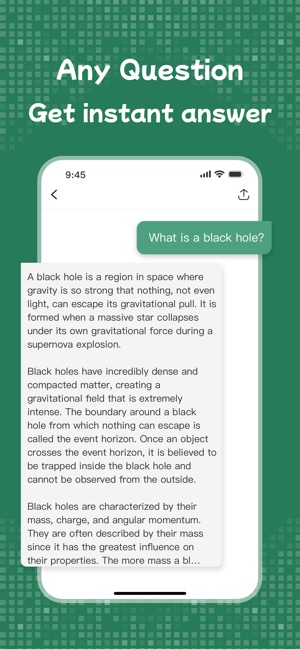 Any Question
Get instant answer
9:45
What is a black hole?
A black hole is a region in space where
gravity is so strong that nothing, not even
light, can escape its gravitational pull. It is
formed when a massive star collapses
under its own gravitational force during a
supernova explosion.
Black holes have incredibly dense and
compacted matter, creating a
gravitational field that is extremely
intense. The boundary around a black
hole from which nothing can escape is
called the event horizon. Once an object
crosses the event horizon, it is believed to
be trapped inside the black hole and
cannot be observed from the outside.
Black holes are characterized by their
mass, charge, and angular momentum.
They are often described by their mass
since it has the greatest influence on
their properties. The more mass a bl...